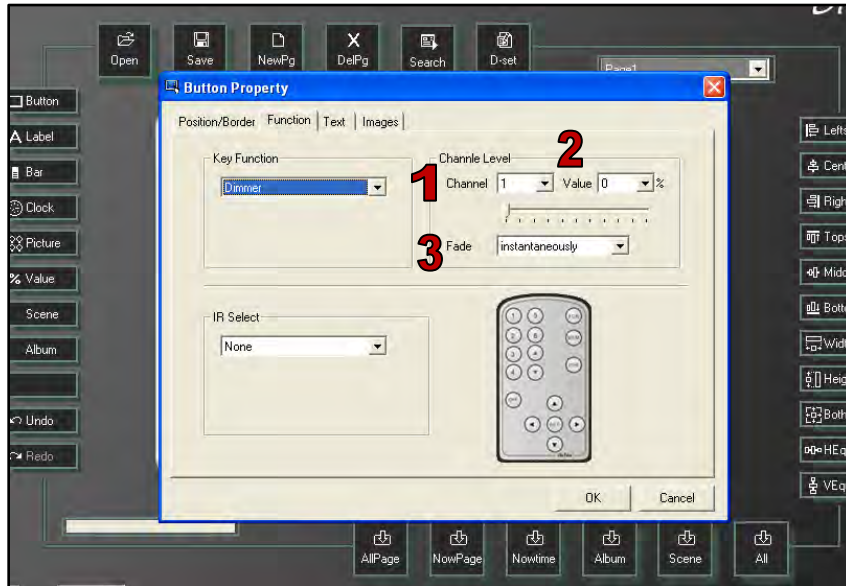 Open
Save
NewPg
DelPg
Search
D-set
Page1
Button
Label
Bar
Clock
Picture
% Value
Scene
Album
Undo
Redo
Button Property
Position/Border Function Text Images
Key Function
Dimmer
Channle Level
1 2
Channel 1 Value 0 %
3 Fade instantaneously
IR Select
None
OK Cancel
Lefts
Cent
Righ
Tops
Midd
Botto
Widt
Heig
Both
HEq
VEq
AllPage
NowPage
Nowtime
Album
Scene
All